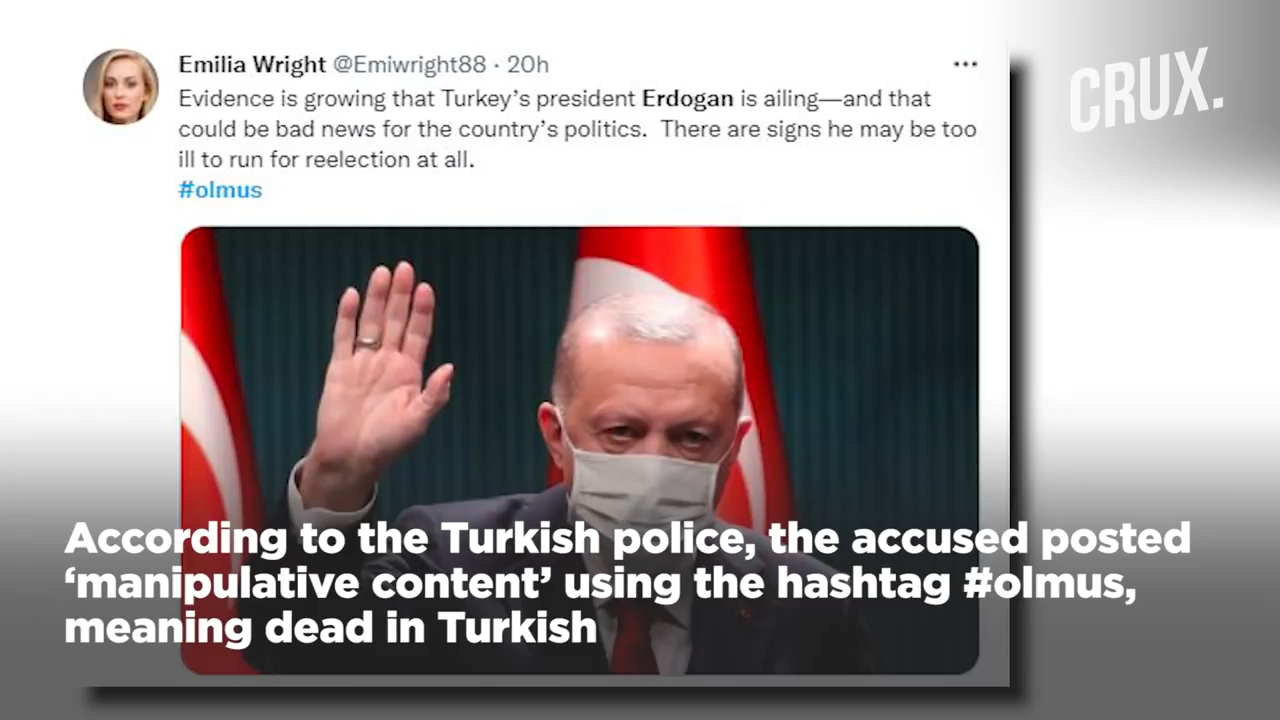 CRUX.
Emilia Wright @Emiwright88 · 20h
Evidence is growing that Turkey's president Erdogan is ailing—and that
could be bad news for the country's politics.  There are signs he may be too
ill to run for reelection at all.
#olmus
According to the Turkish police, the accused posted
‘manipulative content’ using the hashtag #olmus,
meaning dead in Turkish